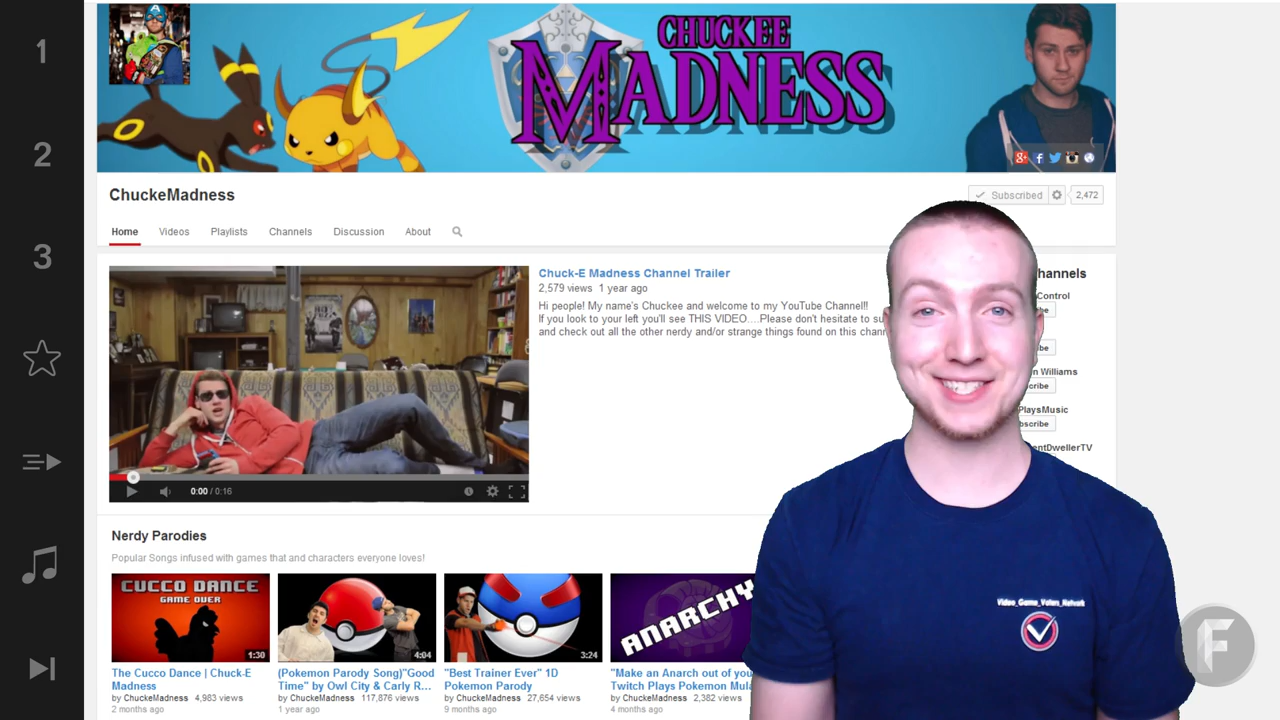 1
2
3
CHUCKEE
MADNESS
ChuckeMadness
Subscribed 2,472
Home Videos Playlists Channels Discussion About
Chuck-E Madness Channel Trailer
2,579 views 1 year ago
Hi people! My name's Chuckee and welcome to my YouTube Channel!!
If you look to your left you'll see THIS VIDEO....Please don't hesitate to su
and check out all the other nerdy and/or strange things found on this chan
0:00 / 0:16
hannels
Control
be
be
n Williams
cribe
PlaysMusic
bscribe
entDwellerTV
Nerdy Parodies
Popular Songs infused with games that and characters everyone loves!
CUCCO DANCE
GAME OVER
1:30
4:04
3:24
ANARCHY
The Cucco Dance | Chuck-E
Madness
by ChuckeMadness 4,983 views
2 months ago
(Pokemon Parody Song)"Good
Time" by Owl City & Carly R...
by ChuckeMadness 117,876 views
1 year ago
"Best Trainer Ever" 1D
Pokemon Parody
by ChuckeMadness 27,654 views
9 months ago
"Make an Anarch out of you
Twitch Plays Pokemon Mula
by ChuckeMadness 2,382 views
4 months ago
Video_Game_Voters_Network
F